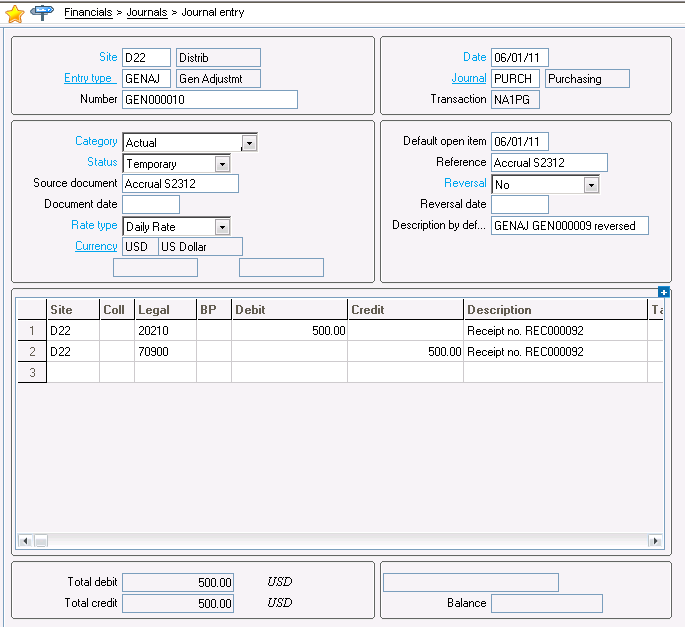 Financials > Journals > Journal entry
Site D22 Distrib
Entry type GENAJ Gen Adjustmt
Number GEN000010
Date 06/01/11
Journal PURCH Purchasing
Transaction NA1PG
Category Actual
Status Temporary
Source document Accrual S2312
Document date
Rate type Daily Rate
Currency USD US Dollar
Default open item 06/01/11
Reference Accrual S2312
Reversal No
Reversal date
Description by def... GENAJ GEN000009 reversed
Site Coll Legal BP Debit Credit Description Ta
1 D22 20210 500.00 Receipt no. REC000092
2 D22 70900 500.00 Receipt no. REC000092
3
Total debit 500.00 USD
Total credit 500.00 USD
Balance